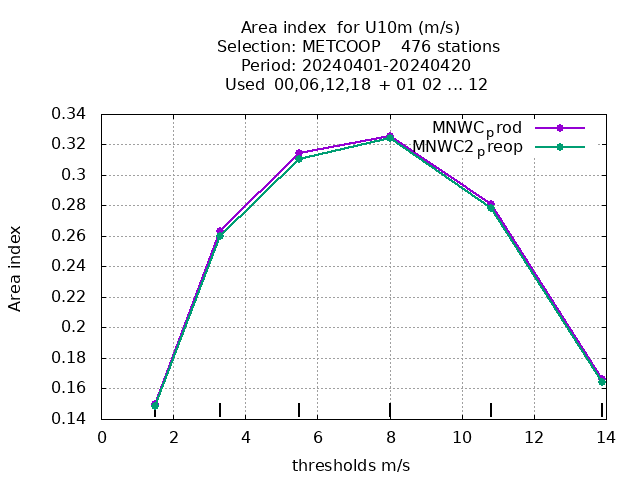 Area index  for U10m (m/s)
Selection: METCOOP    476 stations
Period: 20240401-20240420
Used  00,06,12,18 + 01 02 ... 12
0.34
0.32
0.3
0.28
0.26
0.24
0.22
0.2
0.18
0.16
0.14
Area index
MNWCprod
MNWC2preop
0 2 4 6 8 10 12 14
thresholds m/s